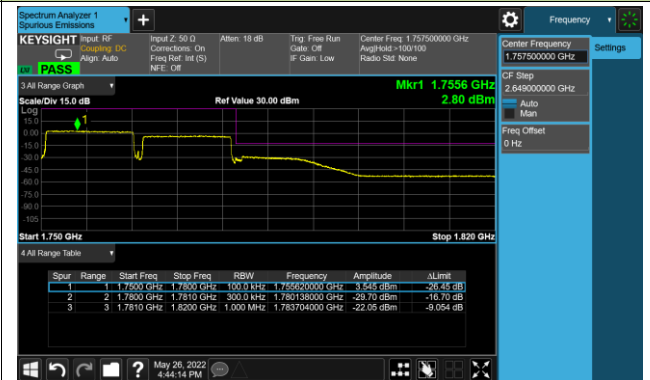 Spectrum Analyzer 1
Spurious Emissions
Frequency
KEYSIGHT
Input: RF
Coupling: DC
Align: Auto
Input Z: 50 Ω
Corrections: On
Freq Ref: Int (S)
NFE: Off
Atten: 18 dB
Trig: Free Run
Gate: Off
IF Gain: Low
Center Freq: 1.757500000 GHz
Avg|Hold:>100/100
Radio Std: None
PASS
Center Frequency
1.757500000 GHz
Settings
CF Step
2.649000000 GHz
Auto
Man
Freq Offset
0 Hz
3 All Range Graph
Mkr1 1.7556 GHz
Scale/Div 15.0 dB
Ref Value 30.00 dBm
2.80 dBm
Log
15.0
0.00
-15.0
-30.0
-45.0
-60.0
-75.0
-90.0
-105
1
Start 1.750 GHz
Stop 1.820 GHz
4 All Range Table
Spur Range Start Freq Stop Freq RBW Frequency Amplitude ΔLimit
1 1 1.7500 GHz 1.7800 GHz 100.0 kHz 1.755620000 GHz 3.545 dBm -26.45 dB
2 2 1.7800 GHz 1.7810 GHz 300.0 kHz 1.780138000 GHz -29.70 dBm -16.70 dB
3 3 1.7810 GHz 1.8200 GHz 1.000 MHz 1.783704000 GHz -22.05 dBm -9.054 dB
?
May 26, 2022
4:44:14 PM